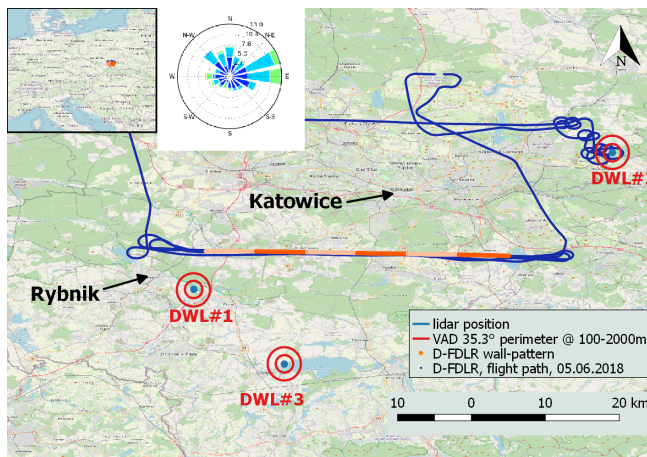 N
N-W
N-E
13.0
10.4
7.8
5.3
W
E
S-W
S-E
S
N
Katowice
DWL#2
Rybnik
DWL#1
DWL#3
lidar position
VAD 35.3° perimeter @ 100-2000m
D-FDLR wall-pattern
D-FDLR, flight path, 05.06.2018
10 0 10 20 km